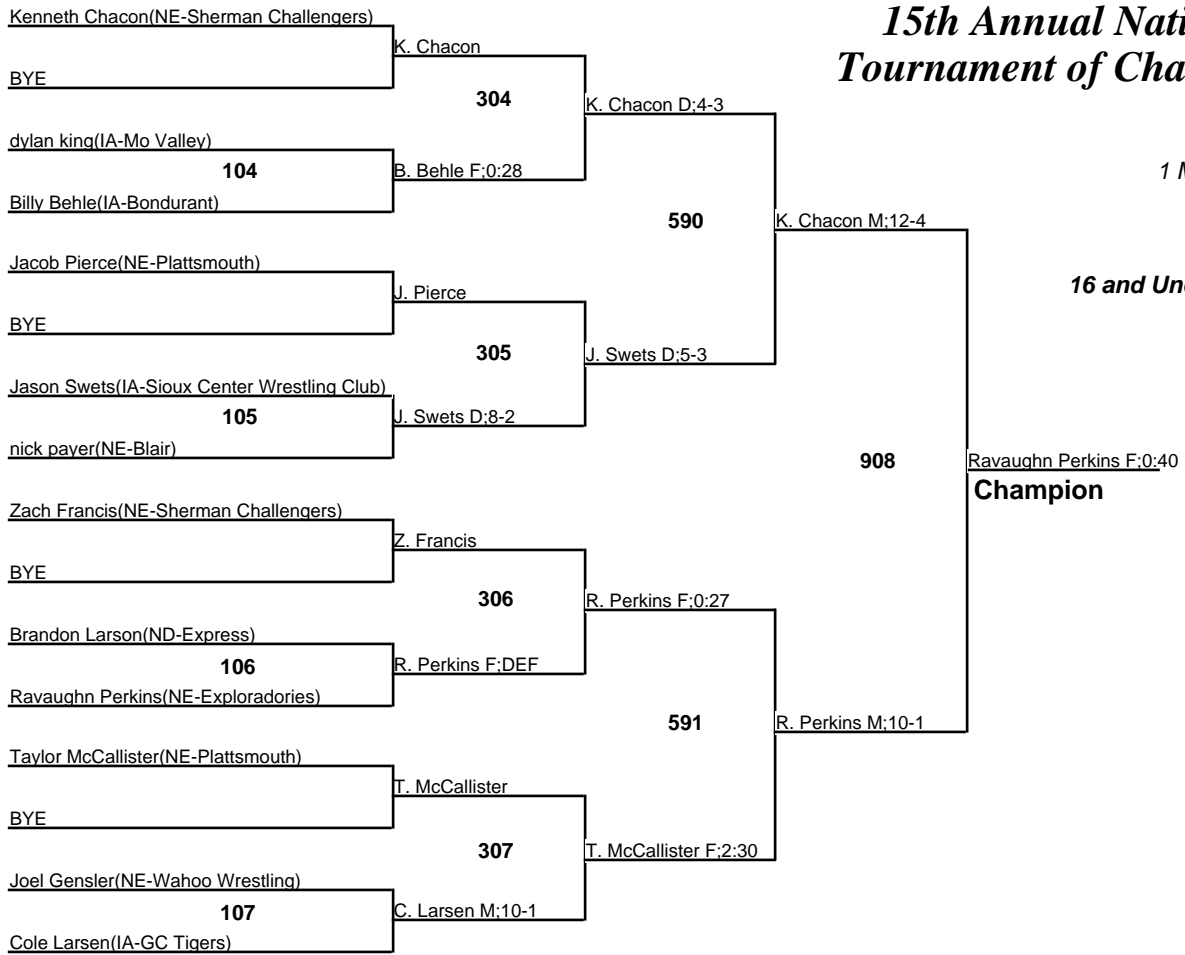 Kenneth Chacon(NE-Sherman Challengers)
BYE
dylan king(IA-Mo Valley)
104
Billy Behle(IA-Bondurant)
Jacob Pierce(NE-Plattsmouth)
BYE
Jason Swets(IA-Sioux Center Wrestling Club)
105
nick payer(NE-Blair)
Zach Francis(NE-Sherman Challengers)
BYE
Brandon Larson(ND-Express)
106
Ravaughn Perkins(NE-Exploradories)
Taylor McCallister(NE-Plattsmouth)
BYE
Joel Gensler(NE-Wahoo Wrestling)
107
Cole Larsen(IA-GC Tigers)
K. Chacon
304
B. Behle F;0:28
J. Pierce
305
J. Swets D;8-2
Z. Francis
306
R. Perkins F;DEF
T. McCallister
307
C. Larsen M;10-1
K. Chacon D;4-3
590
J. Swets D;5-3
R. Perkins F;0:27
591
T. McCallister F;2:30
K. Chacon M;12-4
908
R. Perkins M;10-1
Ravaughn Perkins F;0:40
Champion
15th Annual Nati
Tournament of Cha
1 M
16 and Un